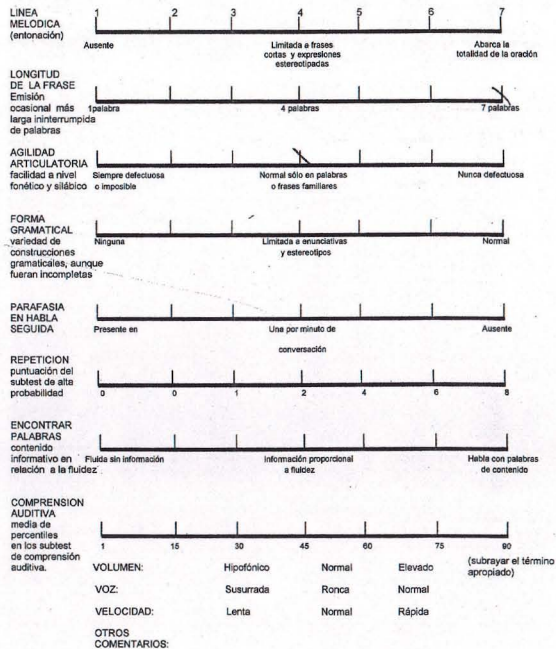 LINEA
MELODICA
(entonación)
1 2 3 4 5 6 7
Ausente
Limitada a frases
cortas y expresiones
estereotipadas
Abarca la
totalidad de la oración
LONGITUD
DE LA FRASE
Emisión
ocasional más
larga ininterrumpida
de palabras
1palabra
4 palabras
7 palabras
AGILIDAD
ARTICULATORIA
facilidad a nivel
fonético y silábico
Siempre defectuosa
o imposible
Normal sólo en palabras
o frases familiares
Nunca defectuosa
FORMA
GRAMATICAL
variedad de
construcciones
gramaticales, aunque
fueran incompletas
Ninguna
Limitada a enunciativas
y estereotipos
Normal
PARAFASIA
EN HABLA
SEGUIDA
Presente en
Una por minuto de
conversación
Ausente
REPETICION
puntuación del
subtest de alta
probabilidad
0 0 1 2 4 6 8
ENCONTRAR
PALABRAS
contenido
informativo en
relación a la fluidez
Fluida sin información
Información proporcional
a fluidez
Habla con palabras
de contenido
COMPRENSION
AUDITIVA
media de
percentiles
en los subtest
de comprensión
auditiva.
1 15 30 45 60 75 90
(subrayar el término
apropiado)
VOLUMEN: Hipofónico Normal Elevado
VOZ: Susurrada Ronca Normal
VELOCIDAD: Lenta Normal Rápida
OTROS
COMENTARIOS: